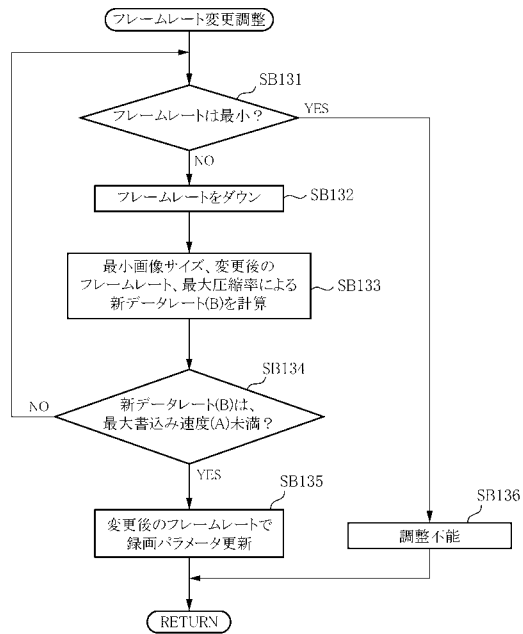 フレームレート変更調整
SB131
フレームレートは最小？
YES
NO
フレームレートをダウン
SB132
最小画像サイズ、変更後の
フレームレート、最大圧縮率による
新データレート(B)を計算
SB133
SB134
NO
新データレート(B)は、
最大書込み速度(A)未満？
YES
SB135
変更後のフレームレートで
録画パラメータ更新
SB136
調整不能
RETURN